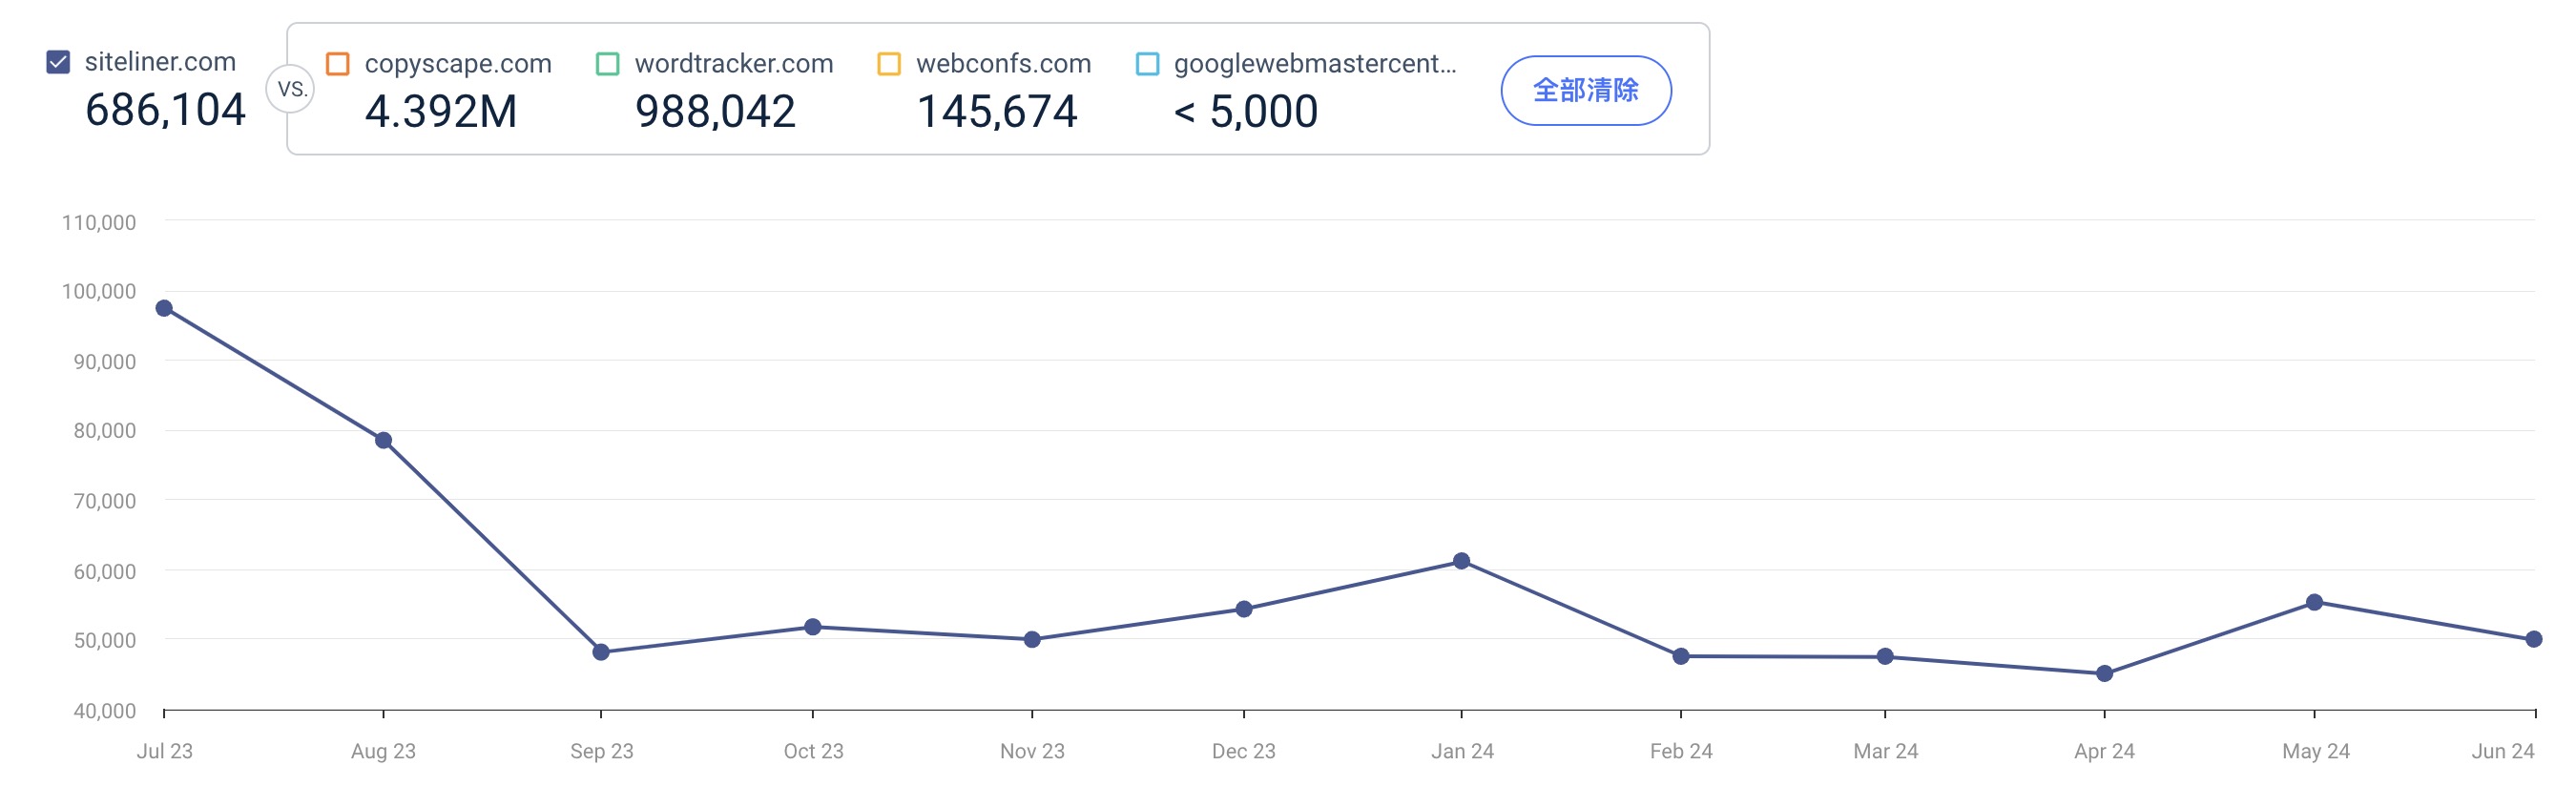 siteliner.com
686,104
VS.
copyscape.com
4.392M
wordtracker.com
988,042
webconfs.com
145,674
googlewebmastercent...
< 5,000
全部清除
110,000
100,000
90,000
80,000
70,000
60,000
50,000
40,000
Jul 23 Aug 23 Sep 23 Oct 23 Nov 23 Dec 23 Jan 24 Feb 24 Mar 24 Apr 24 May 24 Jun 24